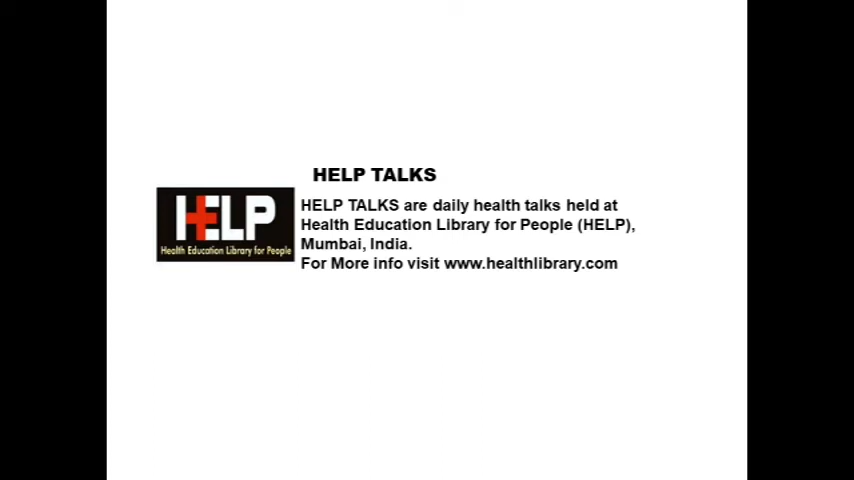 HELP TALKS
HELP
Health Education Library for People
HELP TALKS are daily health talks held at
Health Education Library for People (HELP),
Mumbai, India.
For More info visit www.healthlibrary.com